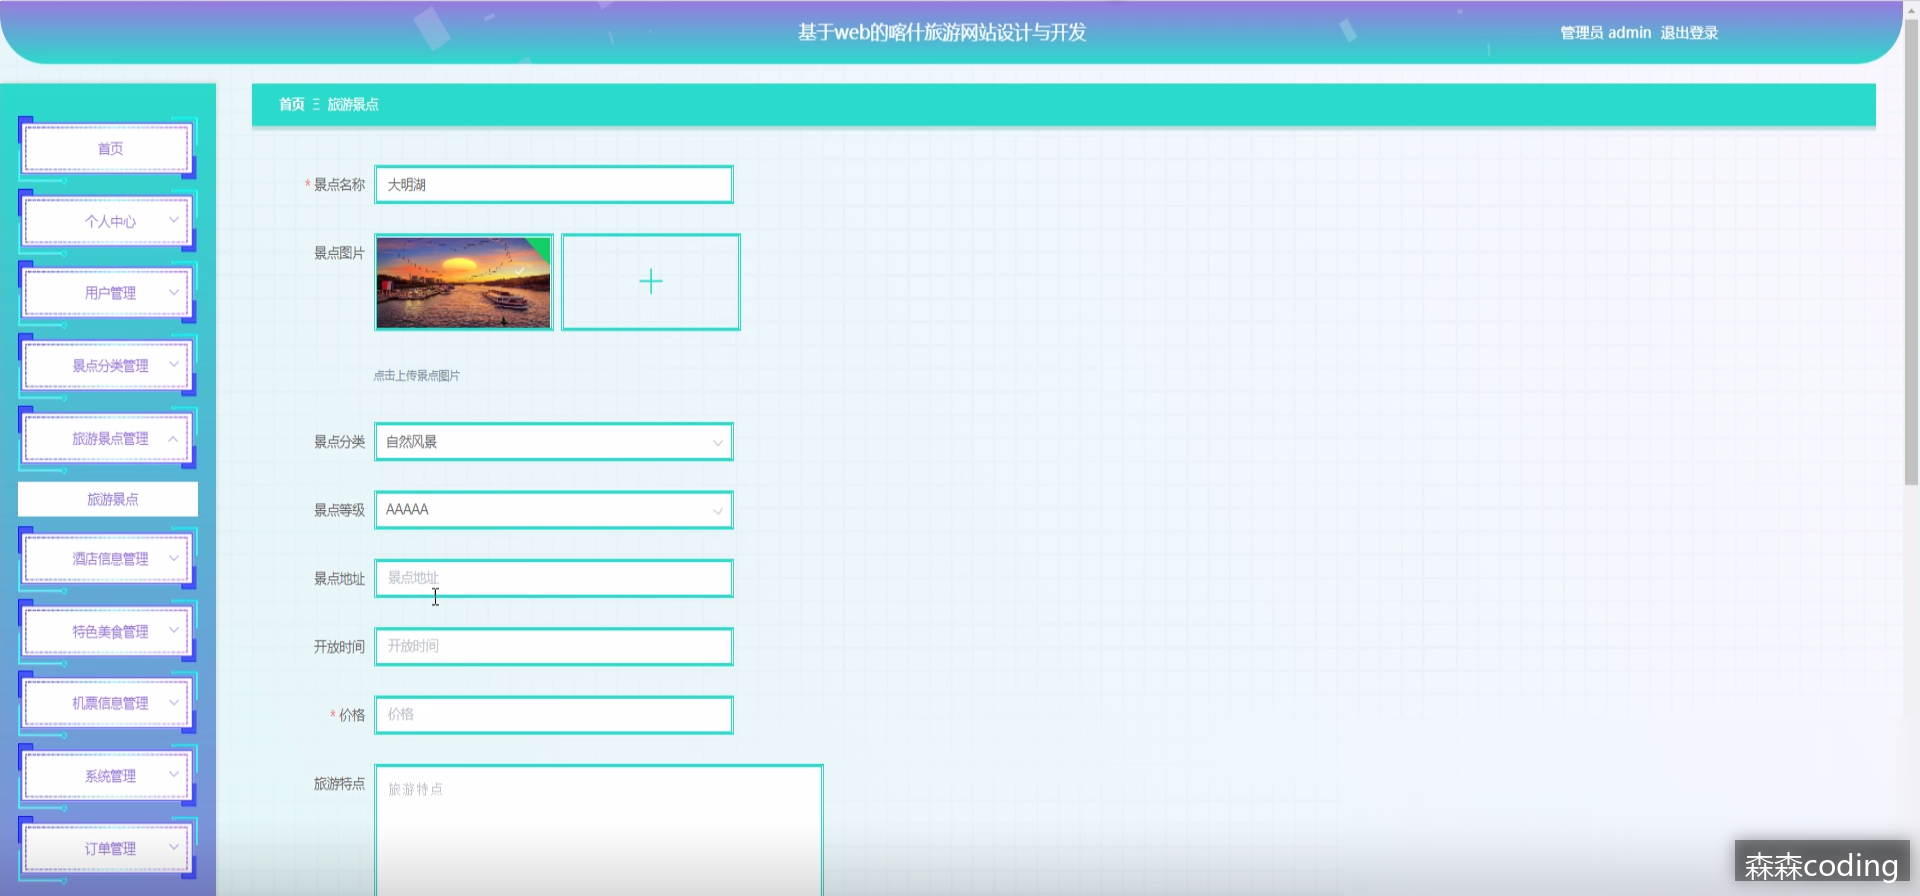 基于web的喀什旅游网站设计与开发
管理员 admin 退出登录
首页 旅游景点
首页
个人中心
用户管理
景点分类管理
旅游景点管理
旅游景点
酒店信息管理
特色美食管理
机票信息管理
系统管理
订单管理
* 景点名称 大明湖
景点图片
点击上传景点图片
景点分类 自然风景
景点等级 AAAAA
景点地址 景点地址
开放时间 开放时间
* 价格 价格
旅游特点 旅游特点
森森coding